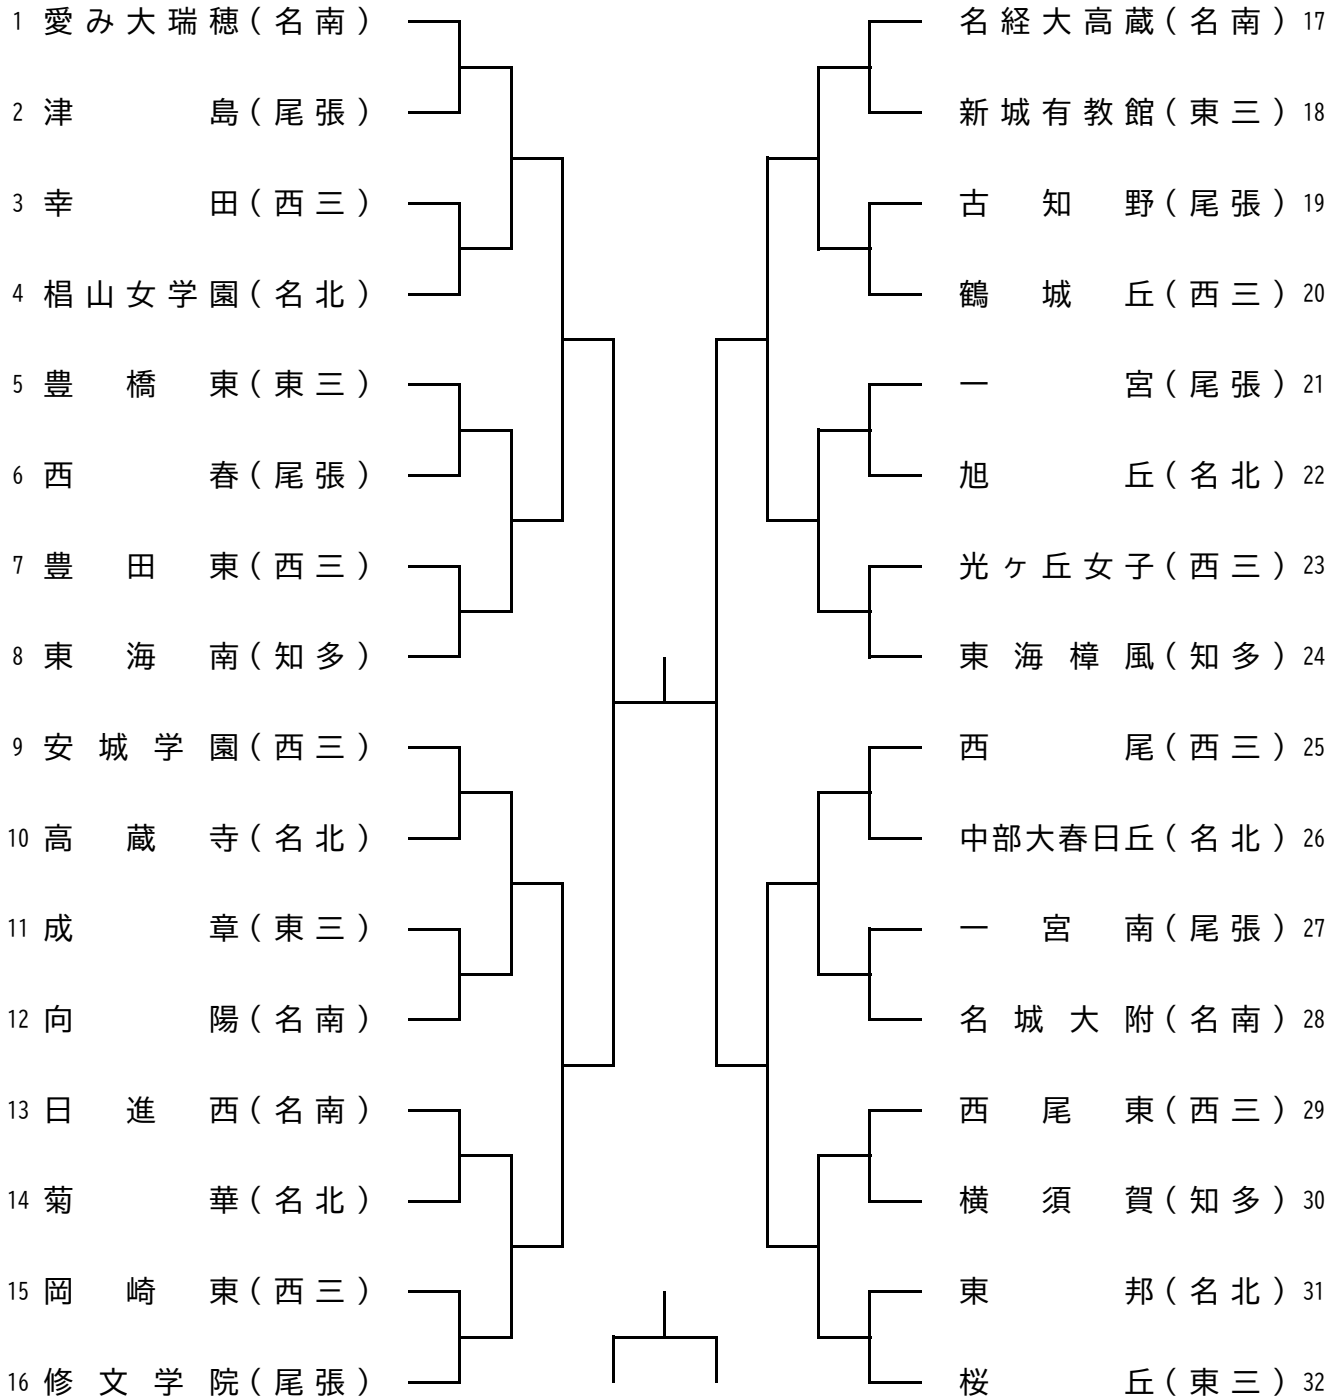 1 愛み大瑞穂(名南)
2 津島(尾張)
3 幸田(西三)
4 椙山女学園(名北)
5 豊橋東(東三)
6 西春(尾張)
7 豊田東(西三)
8 東海南(知多)
9 安城学園(西三)
10 高蔵寺(名北)
11 成章(東三)
12 向陽(名南)
13 日進西(名南)
14 菊華(名北)
15 岡崎東(西三)
16 修文学院(尾張)
名経大高蔵(名南) 17
新城有教館(東三) 18
古知野(尾張) 19
鶴城丘(西三) 20
一宮(尾張) 21
旭丘(名北) 22
光ヶ丘女子(西三) 23
東海樟風(知多) 24
西尾(西三) 25
中部大春日丘(名北) 26
一宮南(尾張) 27
名城大附(名南) 28
西尾東(西三) 29
横須賀(知多) 30
東邦(名北) 31
桜丘(東三) 32